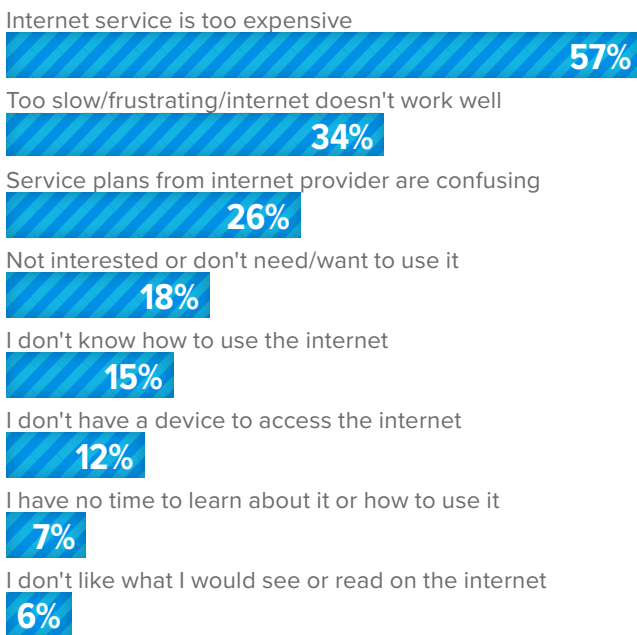 Internet service is too expensive
57%
Too slow/frustrating/internet doesn't work well
34%
Service plans from internet provider are confusing
26%
Not interested or don't need/want to use it
18%
I don't know how to use the internet
15%
I don't have a device to access the internet
12%
I have no time to learn about it or how to use it
7%
I don't like what I would see or read on the internet
6%